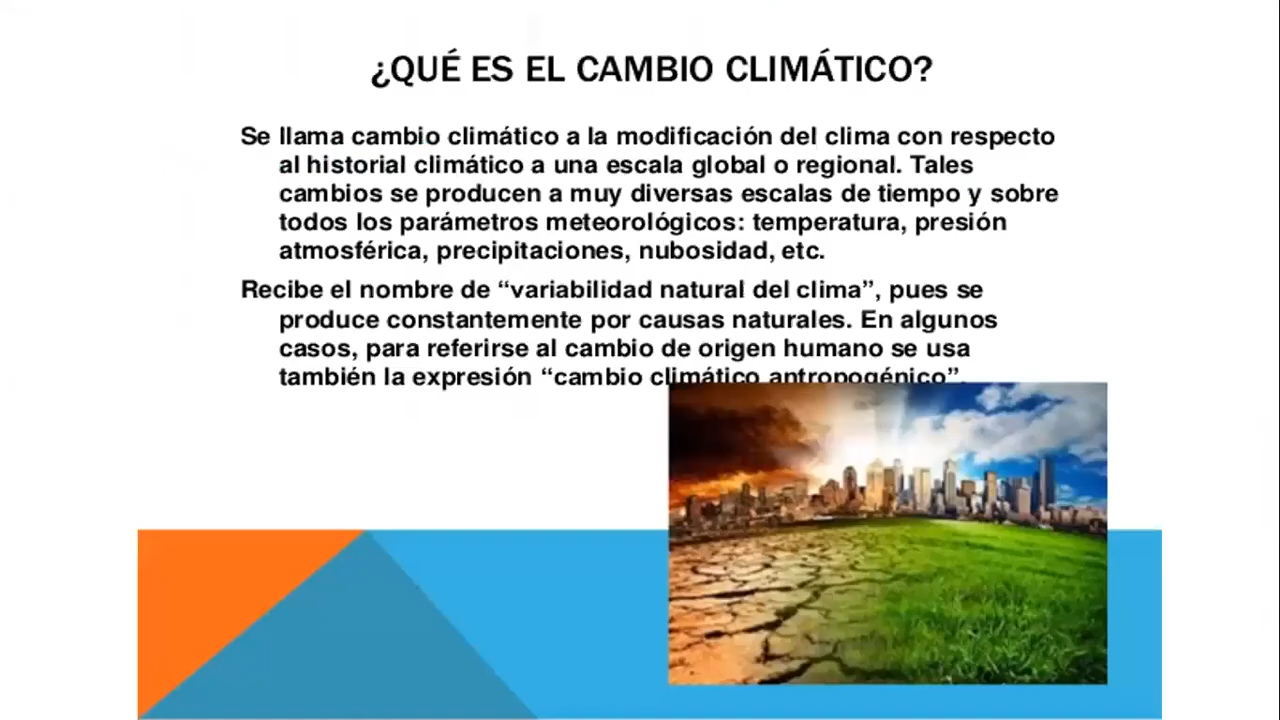 ¿QUÉ ES EL CAMBIO CLIMÁTICO?
Se llama cambio climático a la modificación del clima con respecto
al historial climático a una escala global o regional. Tales
cambios se producen a muy diversas escalas de tiempo y sobre
todos los parámetros meteorológicos: temperatura, presión
atmosférica, precipitaciones, nubosidad, etc.
Recibe el nombre de “variabilidad natural del clima”, pues se
produce constantemente por causas naturales. En algunos
casos, para referirse al cambio de origen humano se usa
también la expresión “cambio climático antropogénico”.